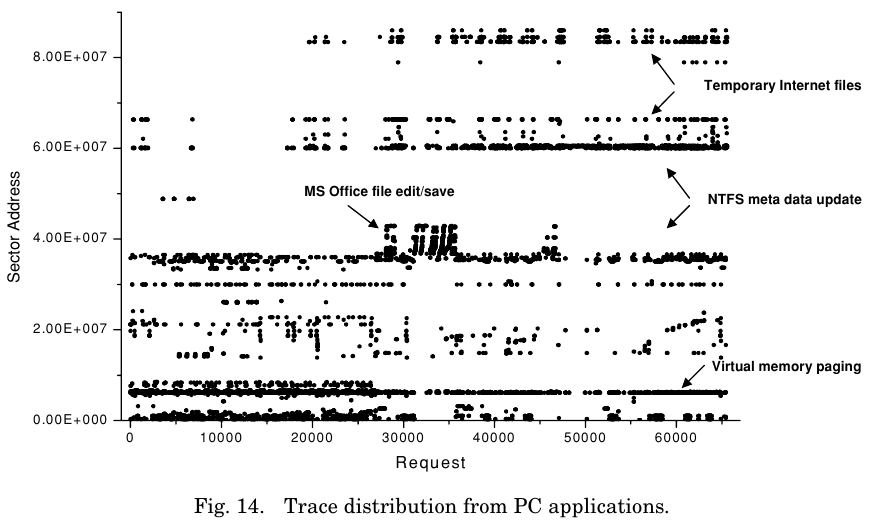 8.00E+007
Temporary Internet files
6.00E+007
MS Office file edit/save
NTFS meta data update
Sector Address
4.00E+007
2.00E+007
Virtual memory paging
0.00E+000
0 10000 20000 30000 40000 50000 60000
Request
Fig. 14. Trace distribution from PC applications.